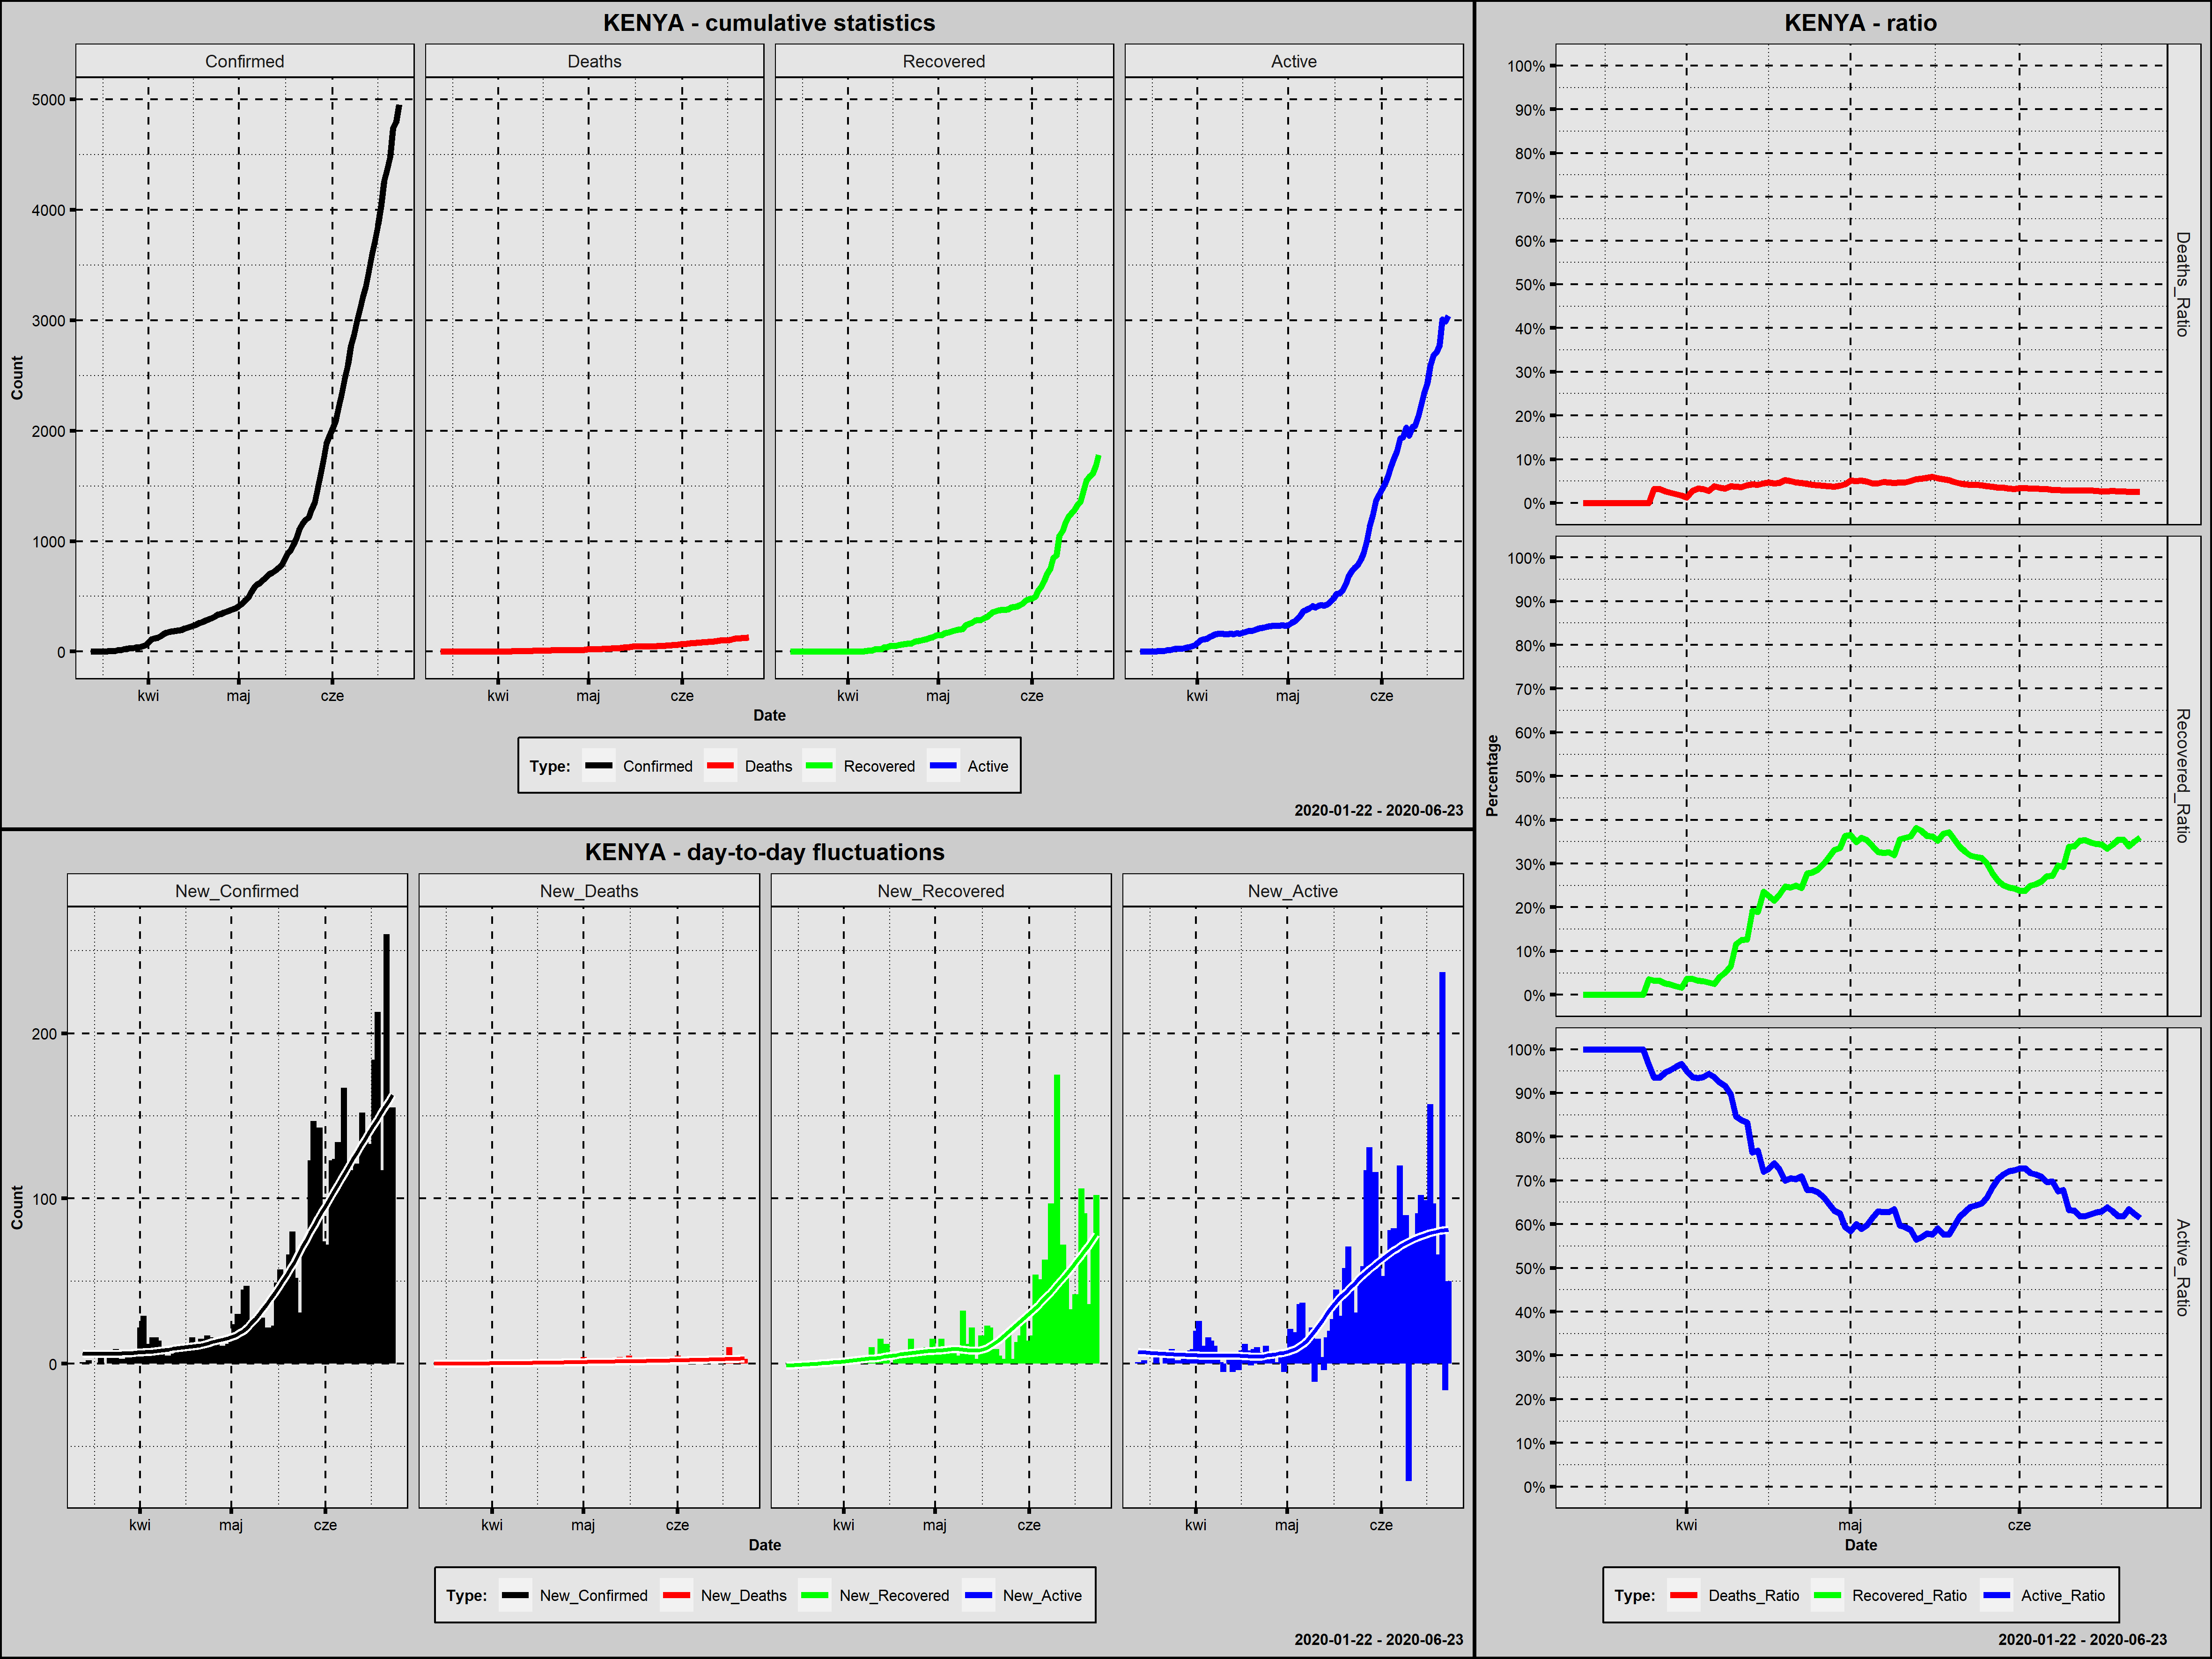 KENYA - cumulative statistics
Confirmed Deaths Recovered Active
Count
5000
4000
3000
2000
1000
0
kwi maj cze kwi maj cze kwi maj cze kwi maj cze
Date
Type: Confirmed Deaths Recovered Active
2020-01-22 - 2020-06-23
KENYA - day-to-day fluctuations
New_Confirmed New_Deaths New_Recovered New_Active
Count
200
100
0
kwi maj cze kwi maj cze kwi maj cze kwi maj cze
Date
Type: New_Confirmed New_Deaths New_Recovered New_Active
2020-01-22 - 2020-06-23
KENYA - ratio
Percentage
100%
90%
80%
70%
60%
50%
40%
30%
20%
10%
0%
Deaths_Ratio
100%
90%
80%
70%
60%
50%
40%
30%
20%
10%
0%
Recovered_Ratio
100%
90%
80%
70%
60%
50%
40%
30%
20%
10%
0%
Active_Ratio
kwi maj cze
Date
Type: Deaths_Ratio Recovered_Ratio Active_Ratio
2020-01-22 - 2020-06-23